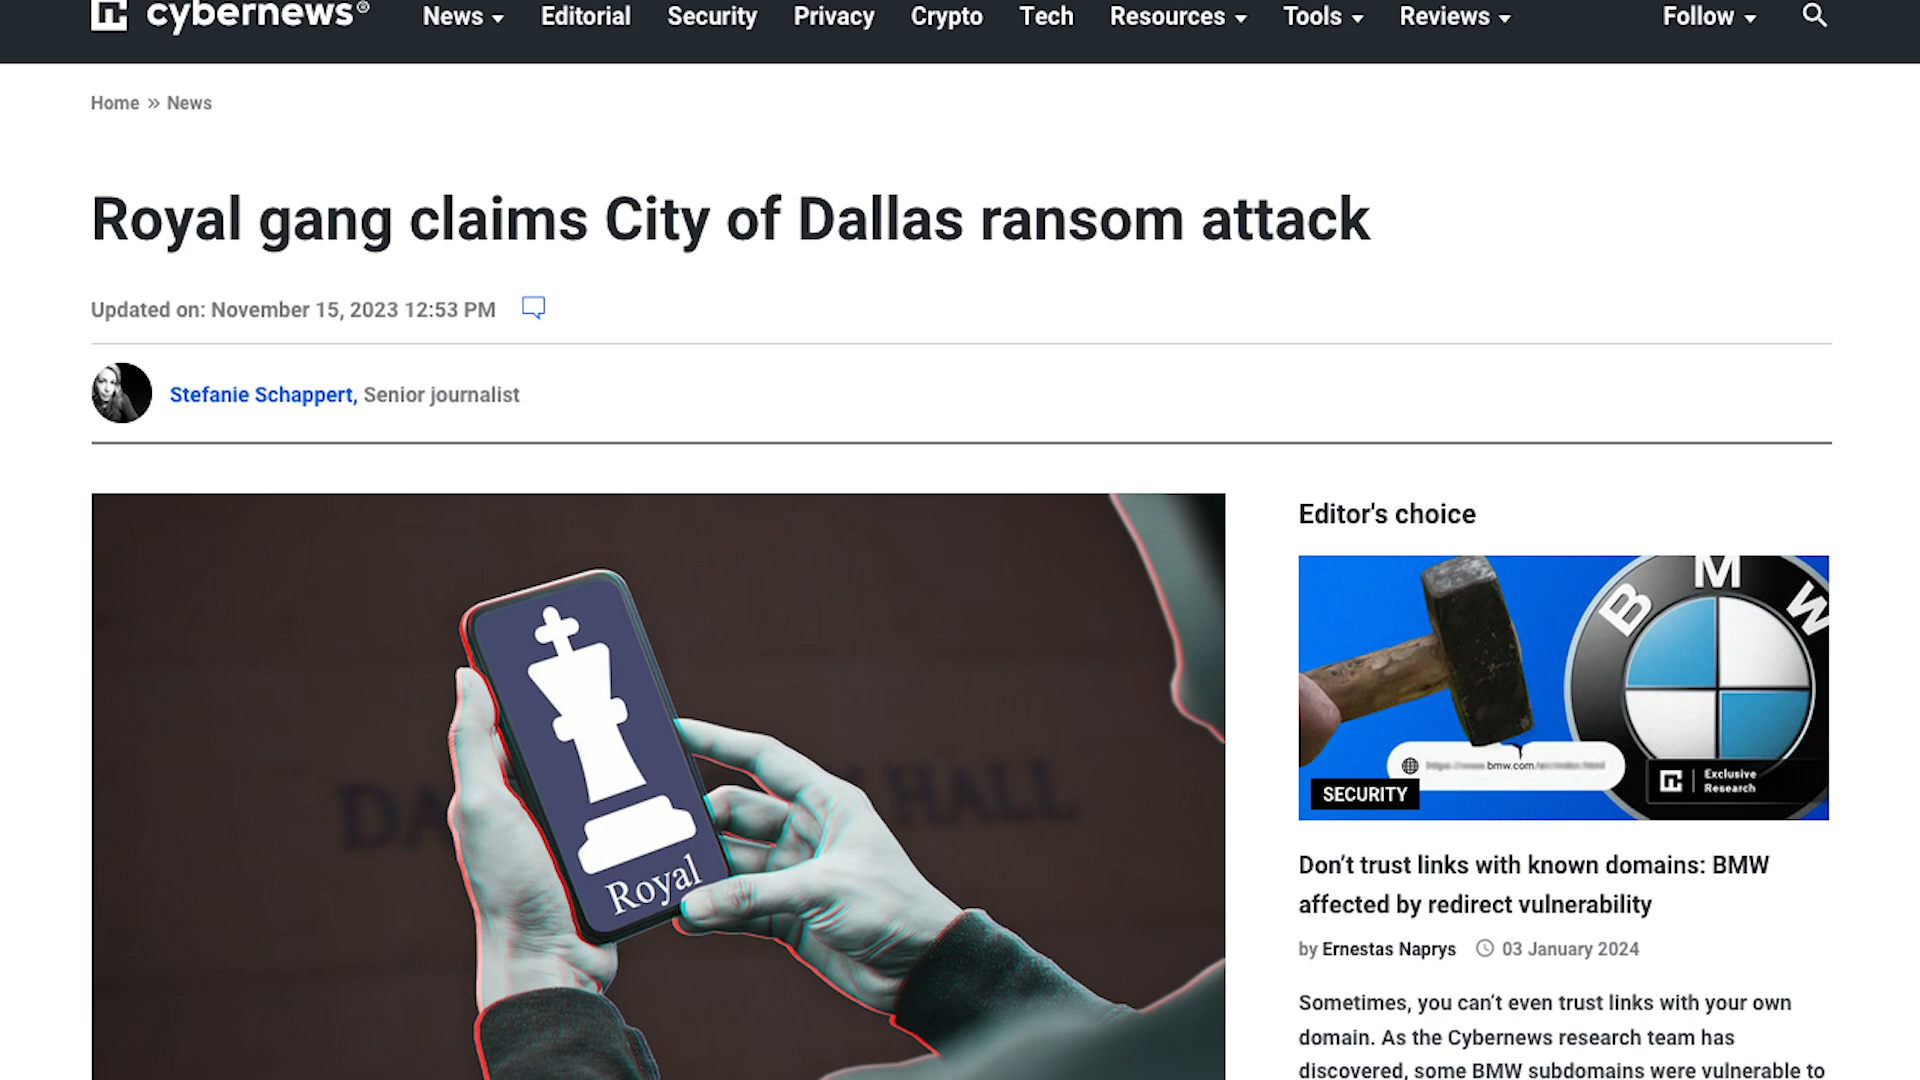 cybernews®
News Editorial Security Privacy Crypto Tech Resources Tools Reviews Follow
Home » News
Royal gang claims City of Dallas ransom attack
Updated on: November 15, 2023 12:53 PM
Stefanie Schappert, Senior journalist
DA HALL
Royal
Editor's choice
B M W
bmw.com
SECURITY
Exclusive
Research
Don’t trust links with known domains: BMW
affected by redirect vulnerability
by Ernestas Naprys 03 January 2024
Sometimes, you can’t even trust links with your own
domain. As the Cybernews research team has
discovered, some BMW subdomains were vulnerable to